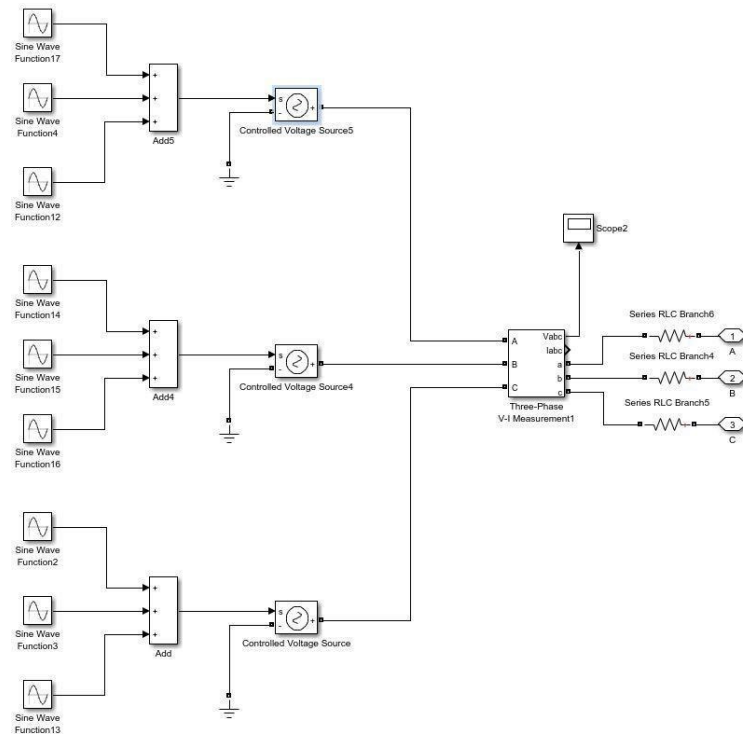 Sine Wave
Function17
+
Sine Wave
Function4
+
+
Add5
s
-
+
Controlled Voltage Source5
Sine Wave
Function12
Scope2
Sine Wave
Function14
+
Sine Wave
Function15
+
+
Add4
s
-
+
Controlled Voltage Source4
Sine Wave
Function16
A
B
C
Vabc
Iabc
a
b
c
Three-Phase
V-I Measurement1
Series RLC Branch6
+
1
A
Series RLC Branch4
+
2
B
Series RLC Branch5
+
3
C
Sine Wave
Function2
+
Sine Wave
Function3
+
+
Add
s
-
+
Controlled Voltage Source
Sine Wave
Function13